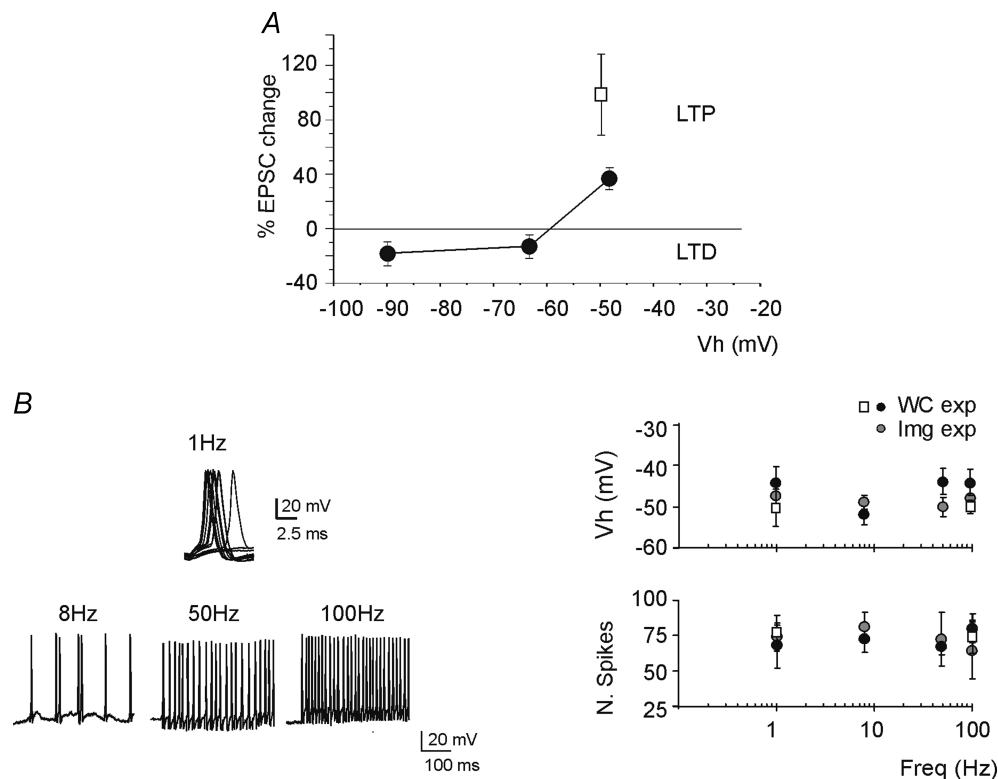 A
% EPSC change
120
80
40
0
-40
LTP
LTD
-100 -90 -80 -70 -60 -50 -40 -30 -20
Vh (mV)
B
1Hz
20 mV
2.5 ms
8Hz 50Hz 100Hz
20 mV
100 ms
WC exp
Img exp
Vh (mV)
-30
-40
-50
-60
N. Spikes
100
75
50
25
1 10 100
Freq (Hz)